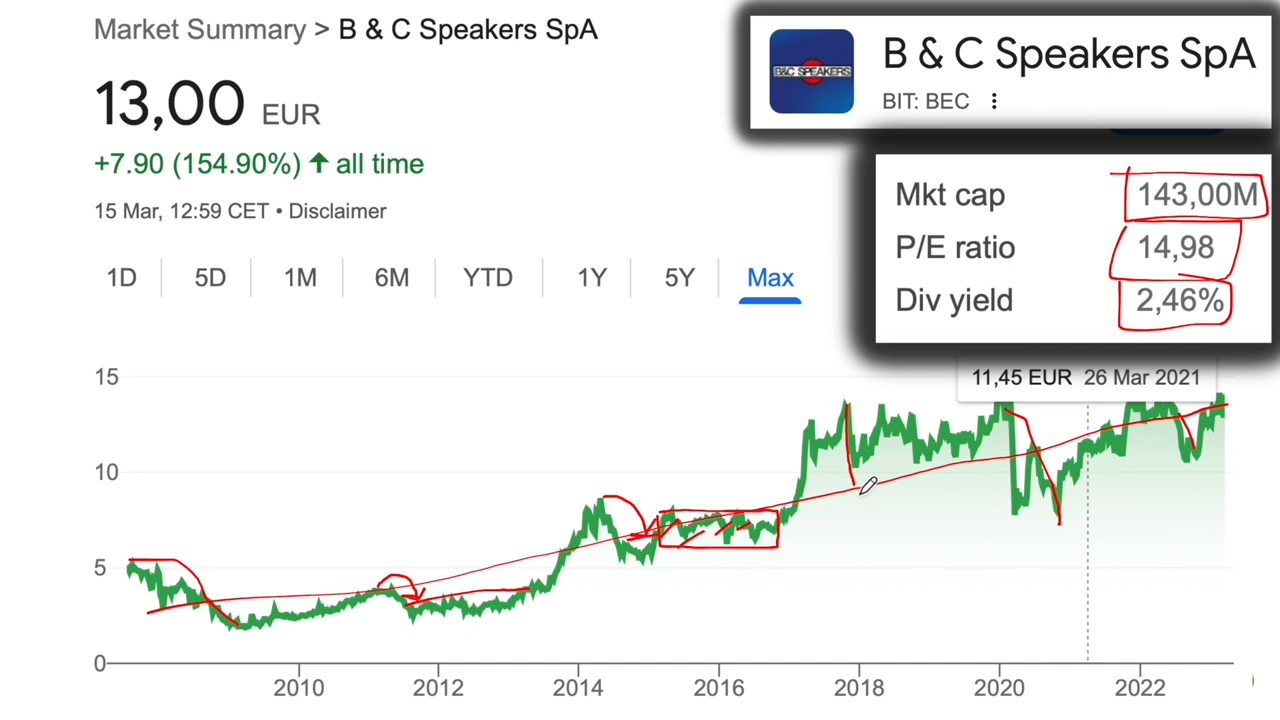 Market Summary > B & C Speakers SpA
13,00 EUR
+7.90 (154.90%) ↑ all time
15 Mar, 12:59 CET • Disclaimer
1D 5D 1M 6M YTD 1Y 5Y Max
B&C SPEAKERS
B & C Speakers SpA
BIT: BEC
Mkt cap 143,00M
P/E ratio 14,98
Div yield 2,46%
11,45 EUR 26 Mar 2021
15
10
5
0
2010 2012 2014 2016 2018 2020 2022